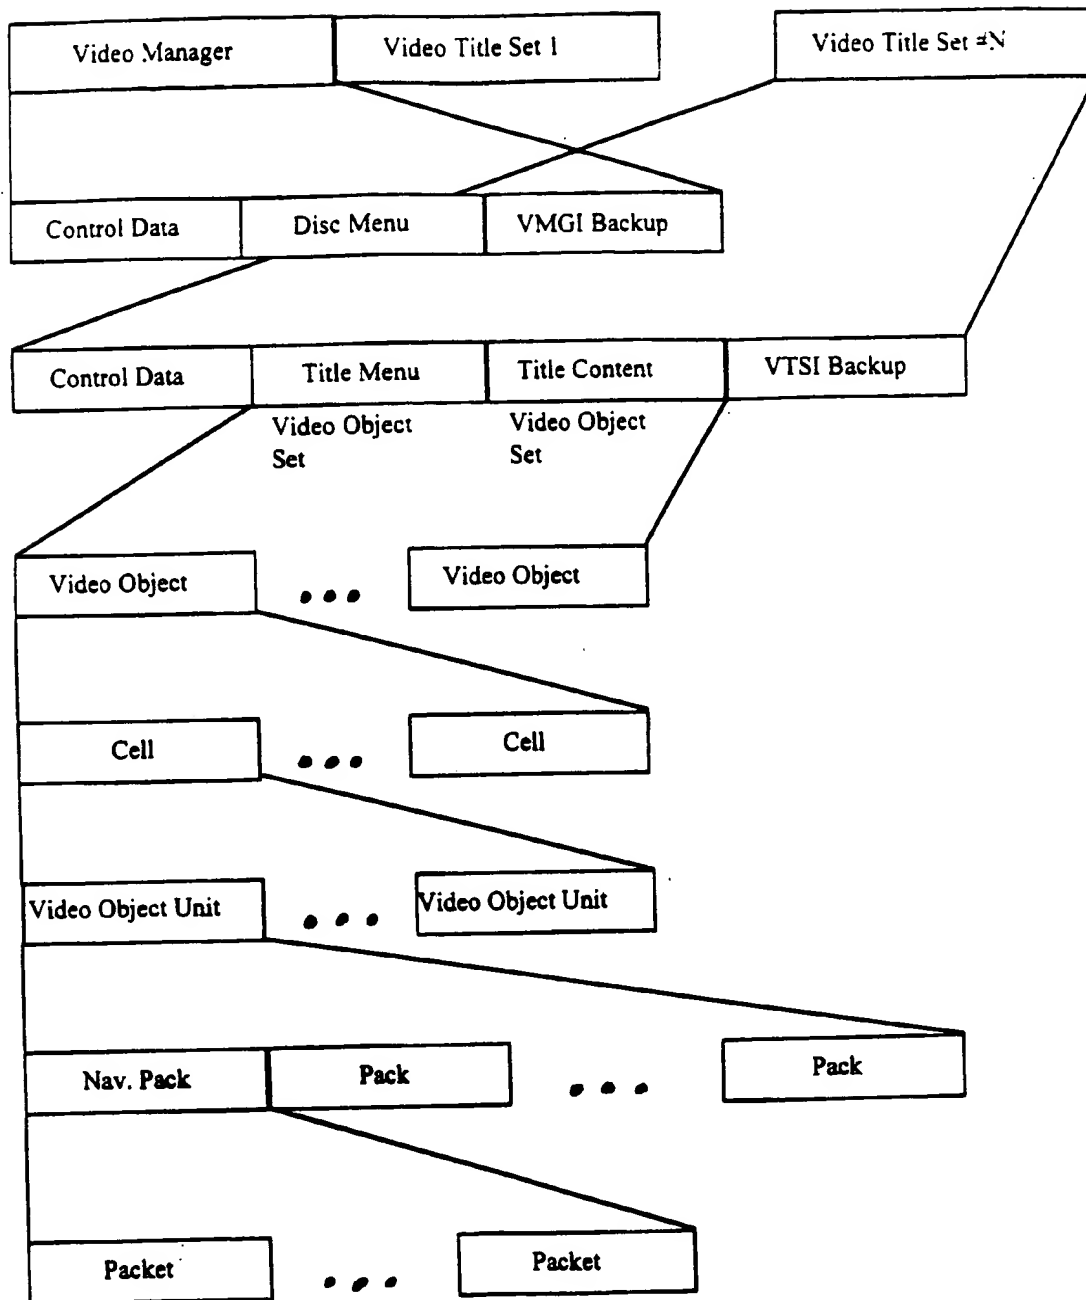 Video Manager
Video Title Set 1
Video Title Set #N
Control Data
Disc Menu
VMGI Backup
Control Data
Title Menu
Title Content
VTSI Backup
Video Object
Set
Video Object
Set
Video Object
Video Object
Cell
Cell
Video Object Unit
Video Object Unit
Nav. Pack
Pack
Pack
Packet
Packet